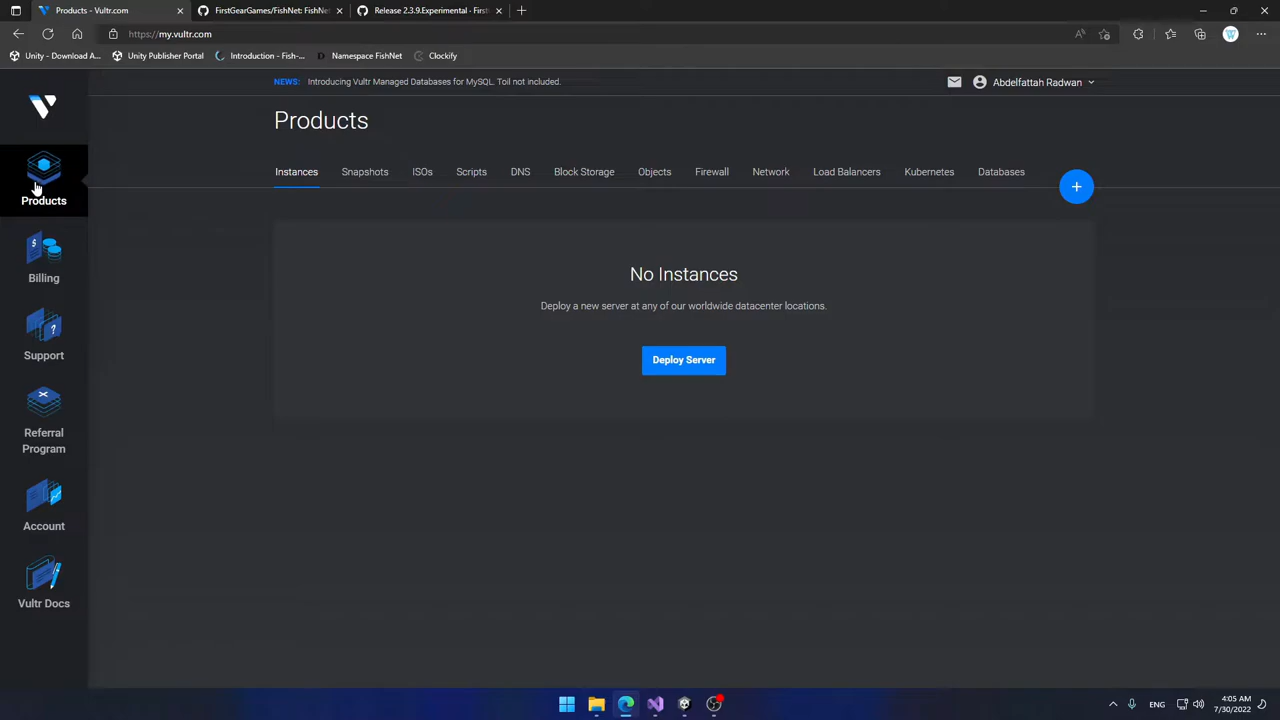 Products - Vultr.com
FirstGearGames/FishNet: FishNet
Release 2.3.9.Experimental - First
https://my.vultr.com
Unity - Download A...
Unity Publisher Portal
Introduction - Fish-...
Namespace FishNet
Clockify
NEWS: Introducing Vultr Managed Databases for MySQL. Toil not included.
Abdelfattah Radwan
Products
Instances
Snapshots
ISOs
Scripts
DNS
Block Storage
Objects
Firewall
Network
Load Balancers
Kubernetes
Databases
No Instances
Deploy a new server at any of our worldwide datacenter locations.
Deploy Server
Products
Billing
Support
Referral
Program
Account
Vultr Docs
ENG
4:05 AM
7/30/2022